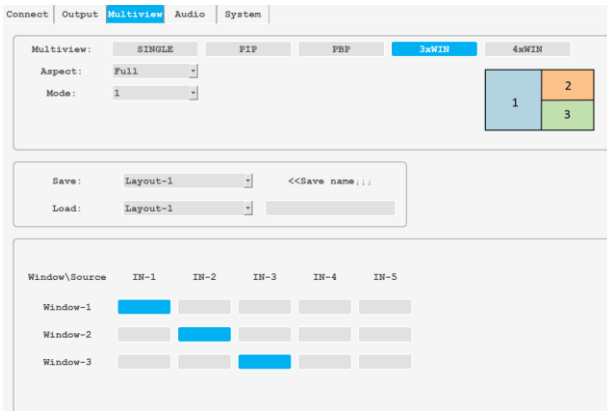 Connect Output Multiview Audio System
Multiview: SINGLE PIP PBP 3xWIN 4xWIN
Aspect: Full
Mode: 1
1 2
3
Save: Layout-1 <<Save name↓↓↓
Load: Layout-1
Window\Source IN-1 IN-2 IN-3 IN-4 IN-5
Window-1
Window-2
Window-3